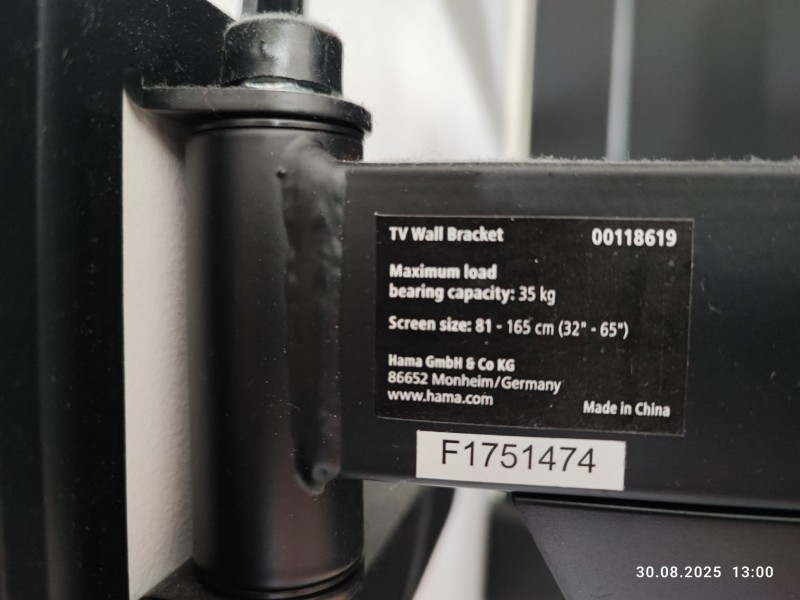 TV Wall Bracket 00118619
Maximum load
bearing capacity: 35 kg
Screen size: 81 - 165 cm (32" - 65")
Hama GmbH & Co KG
86652 Monheim/Germany
www.hama.com
Made in China
F1751474
30.08.2025 13:00